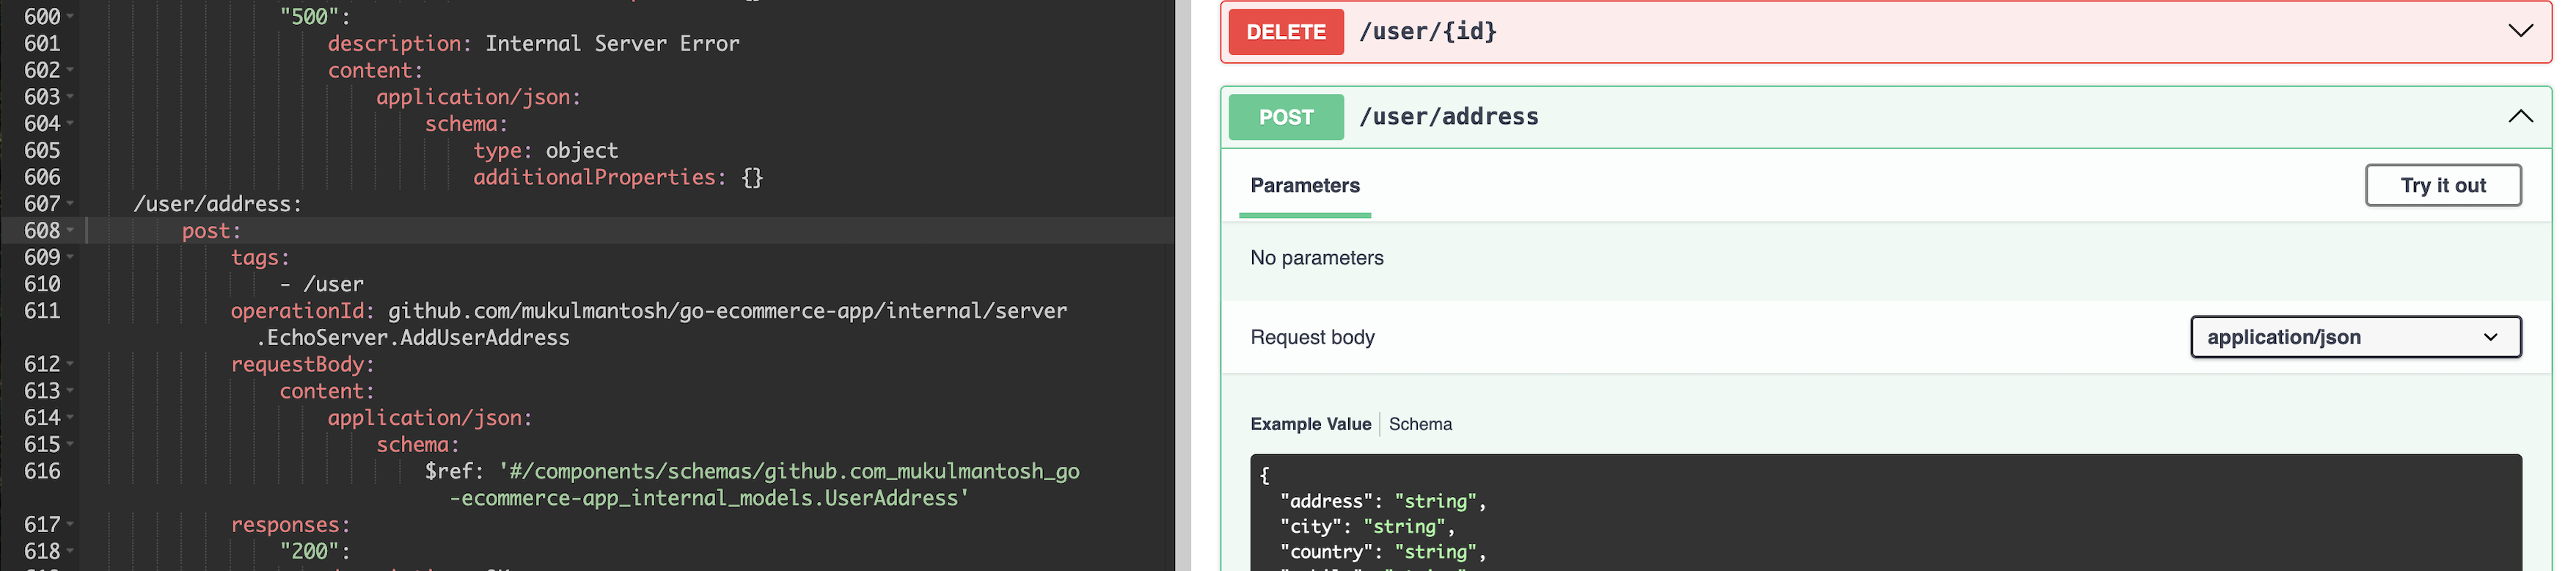 600
"500":
601
description: Internal Server Error
602
content:
603
application/json:
604
schema:
605
type: object
606
additionalProperties: {}
607
/user/address:
608
post:
609
tags:
610
- /user
611
operationId: github.com/mukulmantosh/go-ecommerce-app/internal/server
.EchoServer.AddUserAddress
612
requestBody:
613
content:
614
application/json:
615
schema:
616
$ref: '#/components/schemas/github.com_mukulmantosh_go
-ecommerce-app_internal_models.UserAddress'
617
responses:
618
"200":
DELETE /user/{id}
POST /user/address
Parameters
Try it out
No parameters
Request body
application/json
Example Value | Schema
{
"address": "string",
"city": "string",
"country": "string",